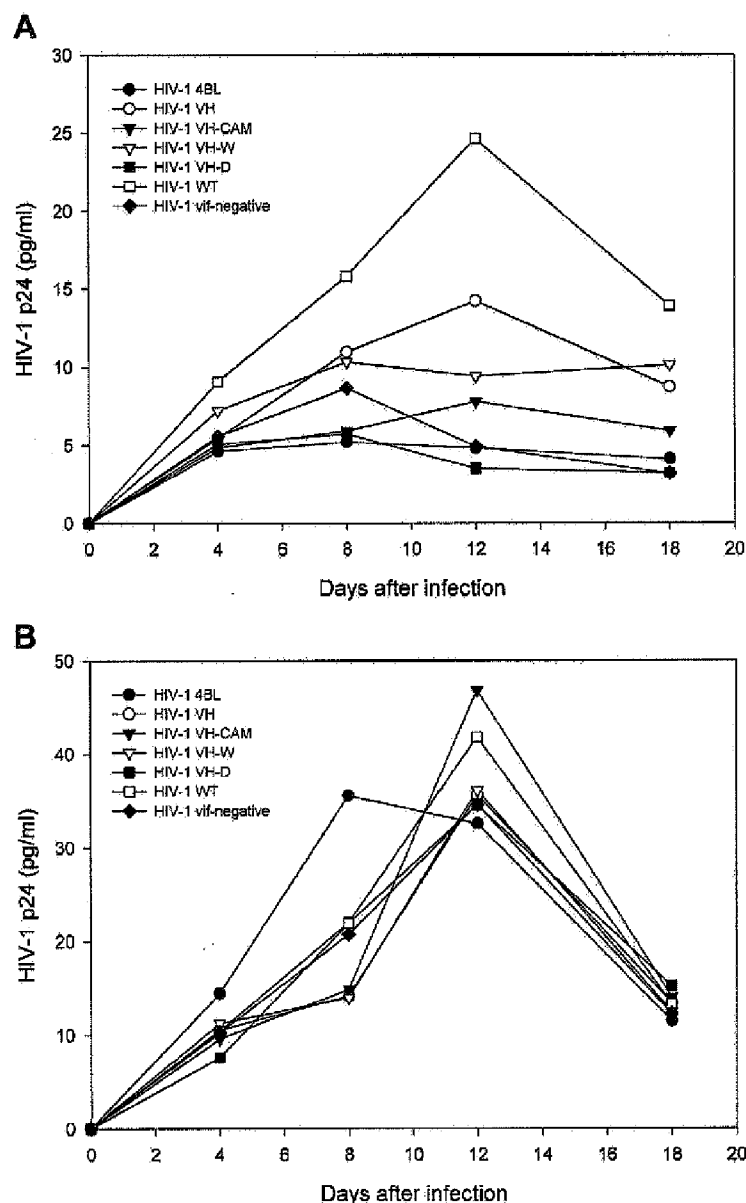 A
30
25
20
15
10
5
0
HIV-1 p24 (pg/ml)
HIV-1 4BL
HIV-1 VH
HIV-1 VH-CAM
HIV-1 VH-W
HIV-1 VH-D
HIV-1 WT
HIV-1 vif-negative
0 2 4 6 8 10 12 14 16 18 20
Days after infection
B
50
40
30
20
10
0
HIV-1 p24 (pg/ml)
HIV-1 4BL
HIV-1 VH
HIV-1 VH-CAM
HIV-1 VH-W
HIV-1 VH-D
HIV-1 WT
HIV-1 vif-negative
0 2 4 6 8 10 12 14 16 18 20
Days after infection